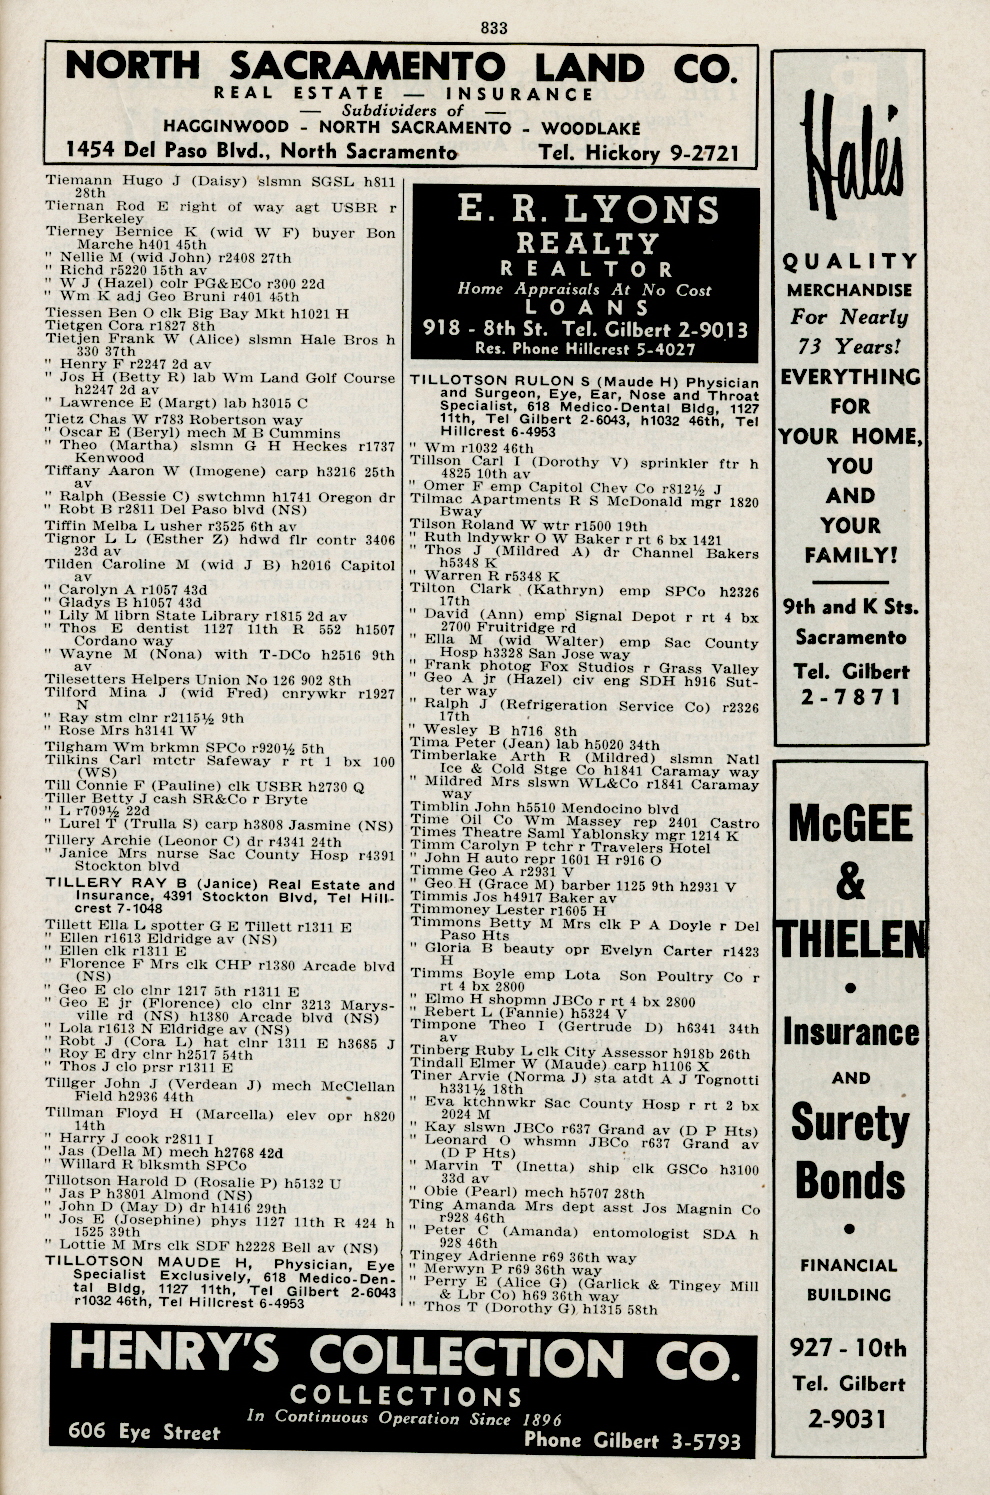 833
NORTH SACRAMENTO LAND CO.
REAL ESTATE — INSURANCE
— Subdividers of —
HAGGINWOOD - NORTH SACRAMENTO - WOODLAKE
1454 Del Paso Blvd., North Sacramento Tel. Hickory 9-2721
Tiemann Hugo J (Daisy) slsmn SGSL h811
28th
Tiernan Rod E right of way agt USBR r
Berkeley
Tierney Bernice K (wid W F) buyer Bon
Marche h401 45th
" Nellie M (wid John) r2408 27th
" Richd r5220 15th av
" W J (Hazel) colr PG&ECo r300 22d
" Wm K adj Geo Bruni r401 45th
Tiessen Ben O clk Big Bay Mkt h1021 H
Tietgen Cora r1827 8th
Tietjen Frank W (Alice) slsmn Hale Bros h
330 37th
" Henry F r2247 2d av
" Jos H (Betty R) lab Wm Land Golf Course
h2247 2d av
" Lawrence E (Margt) lab h3015 C
Tietz Chas W r783 Robertson way
" Oscar E (Beryl) mech M B Cummins
" Theo (Martha) slsmn G H Heckes r1737
Kenwood
Tiffany Aaron W (Imogene) carp h3216 25th
av
" Ralph (Bessie C) swtchmn h1741 Oregon dr
" Robt B r2811 Del Paso blvd (NS)
Tiffin Melba L usher r3525 6th av
Tignor L L (Esther Z) hdwd flr contr 3406
23d av
Tilden Caroline M (wid J B) h2016 Capitol
av
" Carolyn A r1057 43d
" Gladys B h1057 43d
" Lily M librn State Library r1815 2d av
" Thos E dentist 1127 11th R 552 h1507
Cordano way
" Wayne M (Nona) with T-DCo h2516 9th
av
Tilesetters Helpers Union No 126 902 8th
Tilford Mina J (wid Fred) cnrywkr r1927
N
" Ray stm clnr r2115½ 9th
" Rose Mrs h3141 W
Tilgham Wm brkmn SPCo r920½ 5th
Tilkins Carl mtctr Safeway r rt 1 bx 100
(WS)
Till Connie F (Pauline) clk USBR h2730 Q
Tiller Betty J cash SR&Co r Bryte
" L r709½ 22d
" Lurel T (Trulla S) carp h3808 Jasmine (NS)
Tillery Archie (Leonor C) dr r4341 24th
" Janice Mrs nurse Sac County Hosp r4391
Stockton blvd
TILLERY RAY B (Janice) Real Estate and
Insurance, 4391 Stockton Blvd, Tel Hill-
crest 7-1048
Tillett Ella L spotter G E Tillett r1311 E
" Ellen r1613 Eldridge av (NS)
" Ellen clk r1311 E
" Florence F Mrs clk CHP r1380 Arcade blvd
(NS)
" Geo E clo clnr 1217 5th r1311 E
" Geo E jr (Florence) clo clnr 3213 Marys-
ville rd (NS) h1380 Arcade blvd (NS)
" Lola r1613 N Eldridge av (NS)
" Robt J (Cora L) hat clnr 1311 E h3685 J
" Roy E dry clnr h2517 54th
" Thos J clo prsr r1311 E
Tillger John J (Verdean J) mech McClellan
Field h2936 44th
Tillman Floyd H (Marcella) elev opr h820
14th
" Harry J cook r2811 I
" Jas (Della M) mech h2768 42d
" Willard R blksmth SPCo
Tillotson Harold D (Rosalie P) h5132 U
" Jas P h3801 Almond (NS)
" John D (May D) dr h1416 29th
" Jos E (Josephine) phys 1127 11th R 424 h
1525 39th
" Lottie M Mrs clk SDF h2228 Bell av (NS)
TILLOTSON MAUDE H, Physician, Eye
Specialist Exclusively, 618 Medico-Den-
tal Bldg, 1127 11th, Tel Gilbert 2-6043
r1032 46th, Tel Hillcrest 6-4953
E. R. LYONS
REALTY
REALTOR
Home Appraisals At No Cost
LOANS
918 - 8th St. Tel. Gilbert 2-9013
Res. Phone Hillcrest 5-4027
TILLOTSON RULON S (Maude H) Physician
and Surgeon, Eye, Ear, Nose and Throat
Specialist, 618 Medico-Dental Bldg, 1127
11th, Tel Gilbert 2-6043, h1032 46th, Tel
Hillcrest 6-4953
" Wm r1032 46th
Tillson Carl I (Dorothy V) sprinkler ftr h
4825 10th av
" Omer F emp Capitol Chev Co r812½ J
Tilmac Apartments R S McDonald mgr 1820
Bway
Tilson Roland W wtr r1500 19th
" Ruth lndywkr O W Baker r rt 6 bx 1421
" Thos J (Mildred A) dr Channel Bakers
h5348 K
" Warren R r5348 K
Tilton Clark (Kathryn) emp SPCo h2326
17th
" David (Ann) emp Signal Depot r rt 4 bx
2700 Fruitridge rd
" Ella M (wid Walter) emp Sac County
Hosp h3328 San Jose way
" Frank photog Fox Studios r Grass Valley
" Geo A jr (Hazel) civ eng SDH h916 Sut-
ter way
" Ralph J (Refrigeration Service Co) r2326
17th
" Wesley B h716 8th
Tima Peter (Jean) lab h5020 34th
Timberlake Arth R (Mildred) slsmn Natl
Ice & Cold Stge Co h1841 Caramay way
" Mildred Mrs slswn WL&Co r1841 Caramay
way
Timblin John h5510 Mendocino blvd
Time Oil Co Wm Massey rep 2401 Castro
Times Theatre Saml Yablonsky mgr 1214 K
Timm Carolyn P tchr r Travelers Hotel
" John H auto repr 1601 H r916 O
Timme Geo A r2931 V
" Geo H (Grace M) barber 1125 9th h2931 V
Timmis Jos h4917 Baker av
Timmoney Lester r1605 H
Timmons Betty M Mrs clk P A Doyle r Del
Paso Hts
" Gloria B beauty opr Evelyn Carter r1423
H
Timms Boyle emp Lota Son Poultry Co r
rt 4 bx 2800
" Elmo H shopmn JBCo r rt 4 bx 2800
" Rebert L (Fannie) h5324 V
Timpone Theo I (Gertrude D) h6341 34th
av
Tinberg Ruby L clk City Assessor h918b 26th
Tindall Elmer W (Maude) carp h1106 X
Tiner Arvie (Norma J) sta atdt A J Tognotti
h331½ 18th
" Eva ktchnwkr Sac County Hosp r rt 2 bx
2024 M
" Kay slswn JBCo r637 Grand av (D P Hts)
" Leonard O whsmn JBCo r637 Grand av
(D P Hts)
" Marvin T (Inetta) ship clk GSCo h3100
33d av
" Obie (Pearl) mech h5707 28th
Ting Amanda Mrs dept asst Jos Magnin Co
r928 46th
" Peter C (Amanda) entomologist SDA h
928 46th
Tingey Adrienne r69 36th way
" Merwyn P r69 36th way
" Perry E (Alice G) (Garlick & Tingey Mill
& Lbr Co) h69 36th way
" Thos T (Dorothy G) h1315 58th
HENRY'S COLLECTION CO.
COLLECTIONS
In Continuous Operation Since 1896
606 Eye Street Phone Gilbert 3-5793
Hale's
QUALITY
MERCHANDISE
For Nearly
73 Years!
EVERYTHING
FOR
YOUR HOME,
YOU
AND
YOUR
FAMILY!
9th and K Sts.
Sacramento
Tel. Gilbert
2-7871
McGEE
&
THIELEN
•
Insurance
AND
Surety
Bonds
•
FINANCIAL
BUILDING
927 - 10th
Tel. Gilbert
2-9031